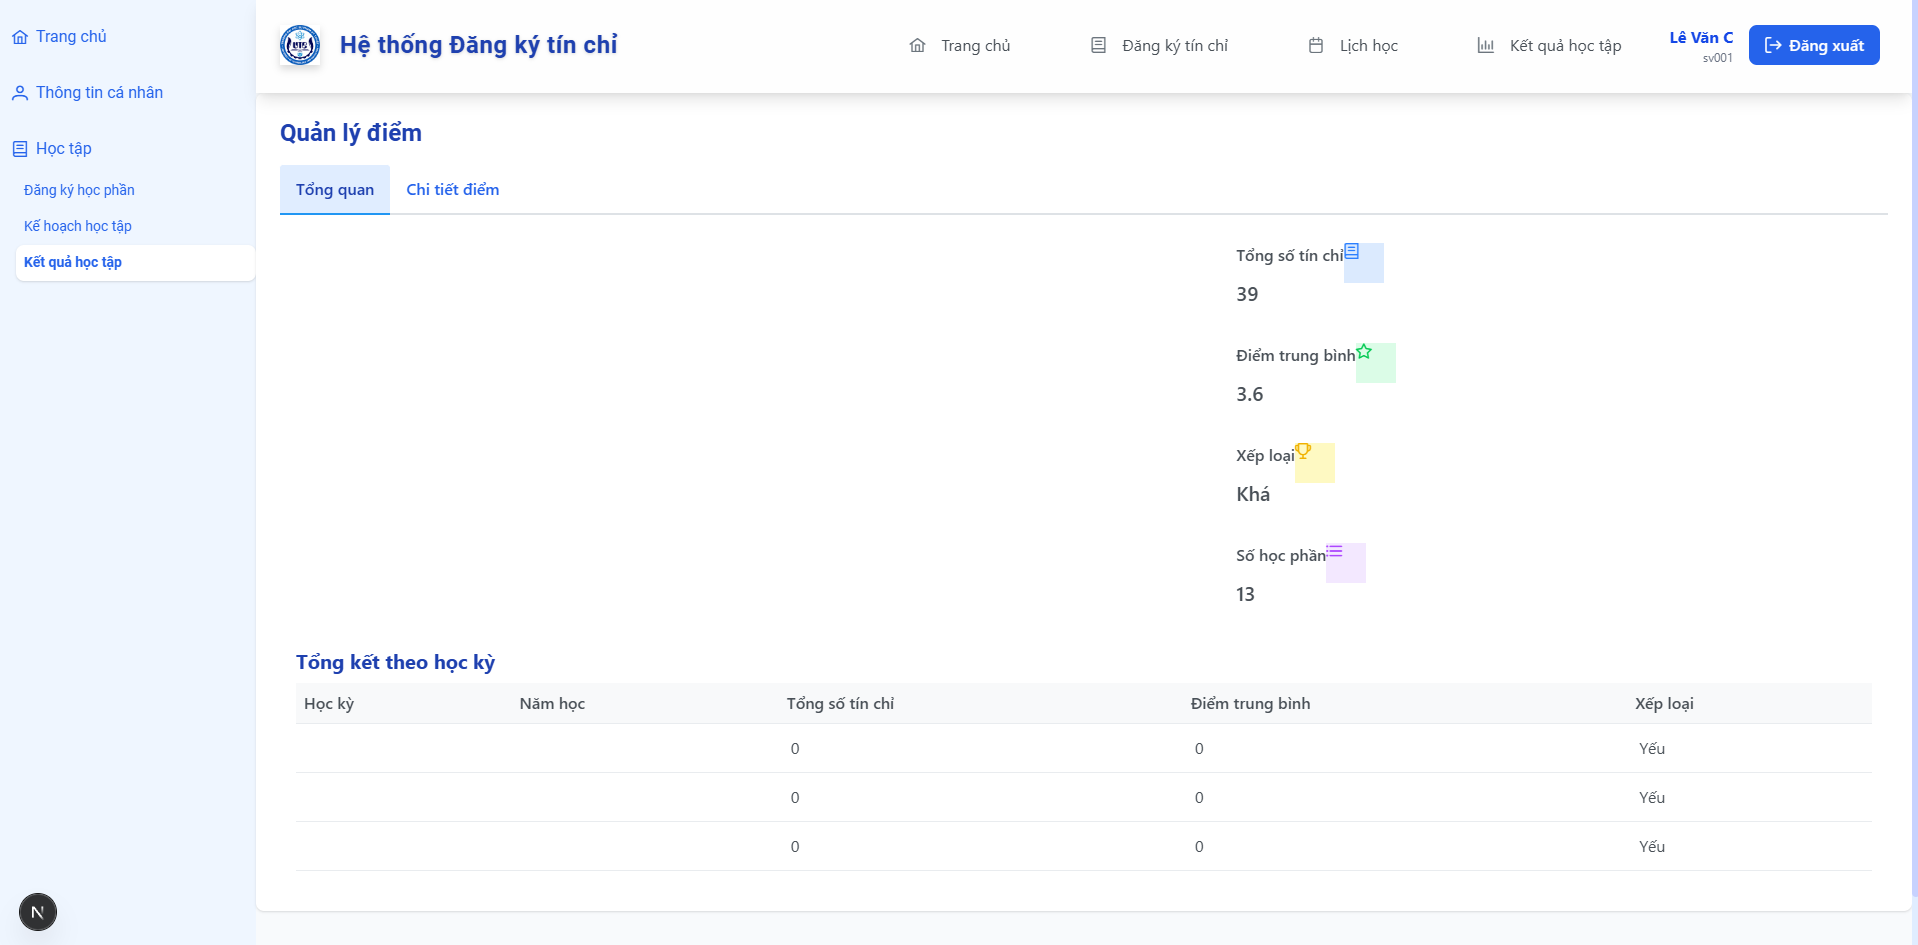 Trang chủ
Thông tin cá nhân
Học tập
Đăng ký học phần
Kế hoạch học tập
Kết quả học tập
Hệ thống Đăng ký tín chỉ
Trang chủ
Đăng ký tín chỉ
Lịch học
Kết quả học tập
Lê Văn C
sv001
Đăng xuất
Quản lý điểm
Tổng quan
Chi tiết điểm
Tổng số tín chỉ
39
Điểm trung bình
3.6
Xếp loại
Khá
Số học phần
13
Tổng kết theo học kỳ
Học kỳ Năm học Tổng số tín chỉ Điểm trung bình Xếp loại
0 0 Yếu
0 0 Yếu
0 0 Yếu
N